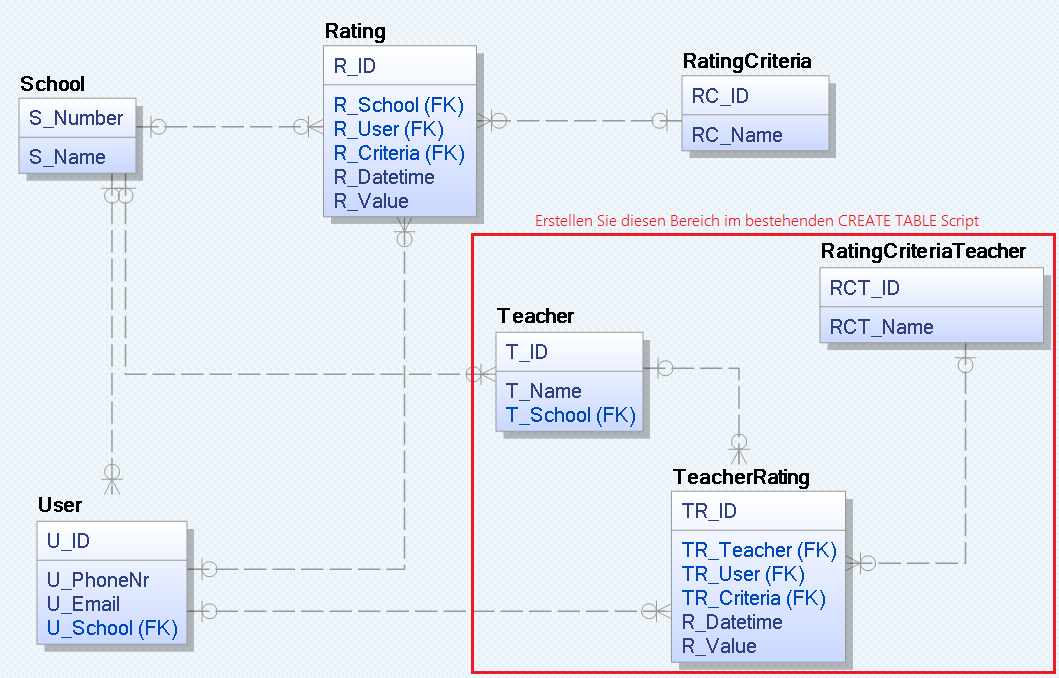 Rating
R_ID
R_School (FK)
R_User (FK)
R_Criteria (FK)
R_Datetime
R_Value
RatingCriteria
RC_ID
RC_Name
School
S_Number
S_Name
Erstellen Sie diesen Bereich im bestehenden CREATE TABLE Script
RatingCriteriaTeacher
RCT_ID
RCT_Name
Teacher
T_ID
T_Name
T_School (FK)
User
U_ID
U_PhoneNr
U_Email
U_School (FK)
TeacherRating
TR_ID
TR_Teacher (FK)
TR_User (FK)
TR_Criteria (FK)
R_Datetime
R_Value